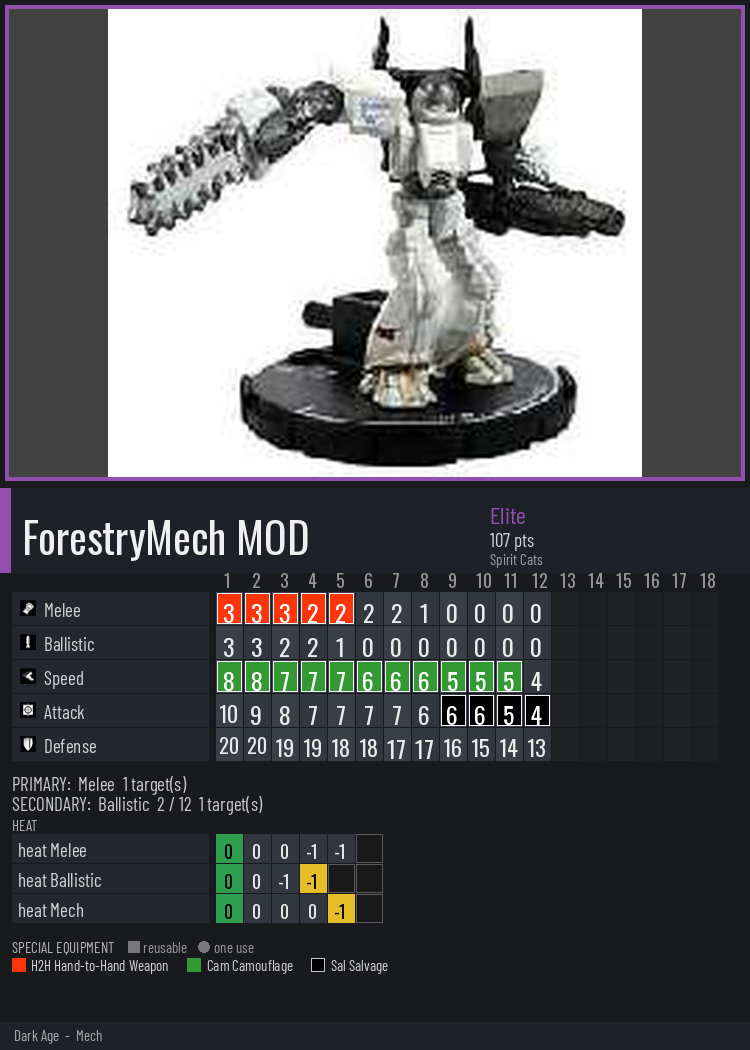 ForestryMech MOD
Elite
107 pts
Spirit Cats
1 2 3 4 5 6 7 8 9 10 11 12 13 14 15 16 17 18
Melee 3 3 3 2 2 2 2 1 0 0 0 0
Ballistic 3 3 2 2 1 0 0 0 0 0 0 0
Speed 8 8 7 7 7 6 6 6 5 5 5 4
Attack 10 9 8 7 7 7 7 6 6 6 5 4
Defense 20 20 19 19 18 18 17 17 16 15 14 13
PRIMARY: Melee 1 target(s)
SECONDARY: Ballistic 2 / 12 1 target(s)
HEAT
heat Melee 0 0 0 -1 -1
heat Ballistic 0 0 -1 -1
heat Mech 0 0 0 0 -1
SPECIAL EQUIPMENT reusable one use
H2H Hand-to-Hand Weapon Cam Camouflage Sal Salvage
Dark Age - Mech